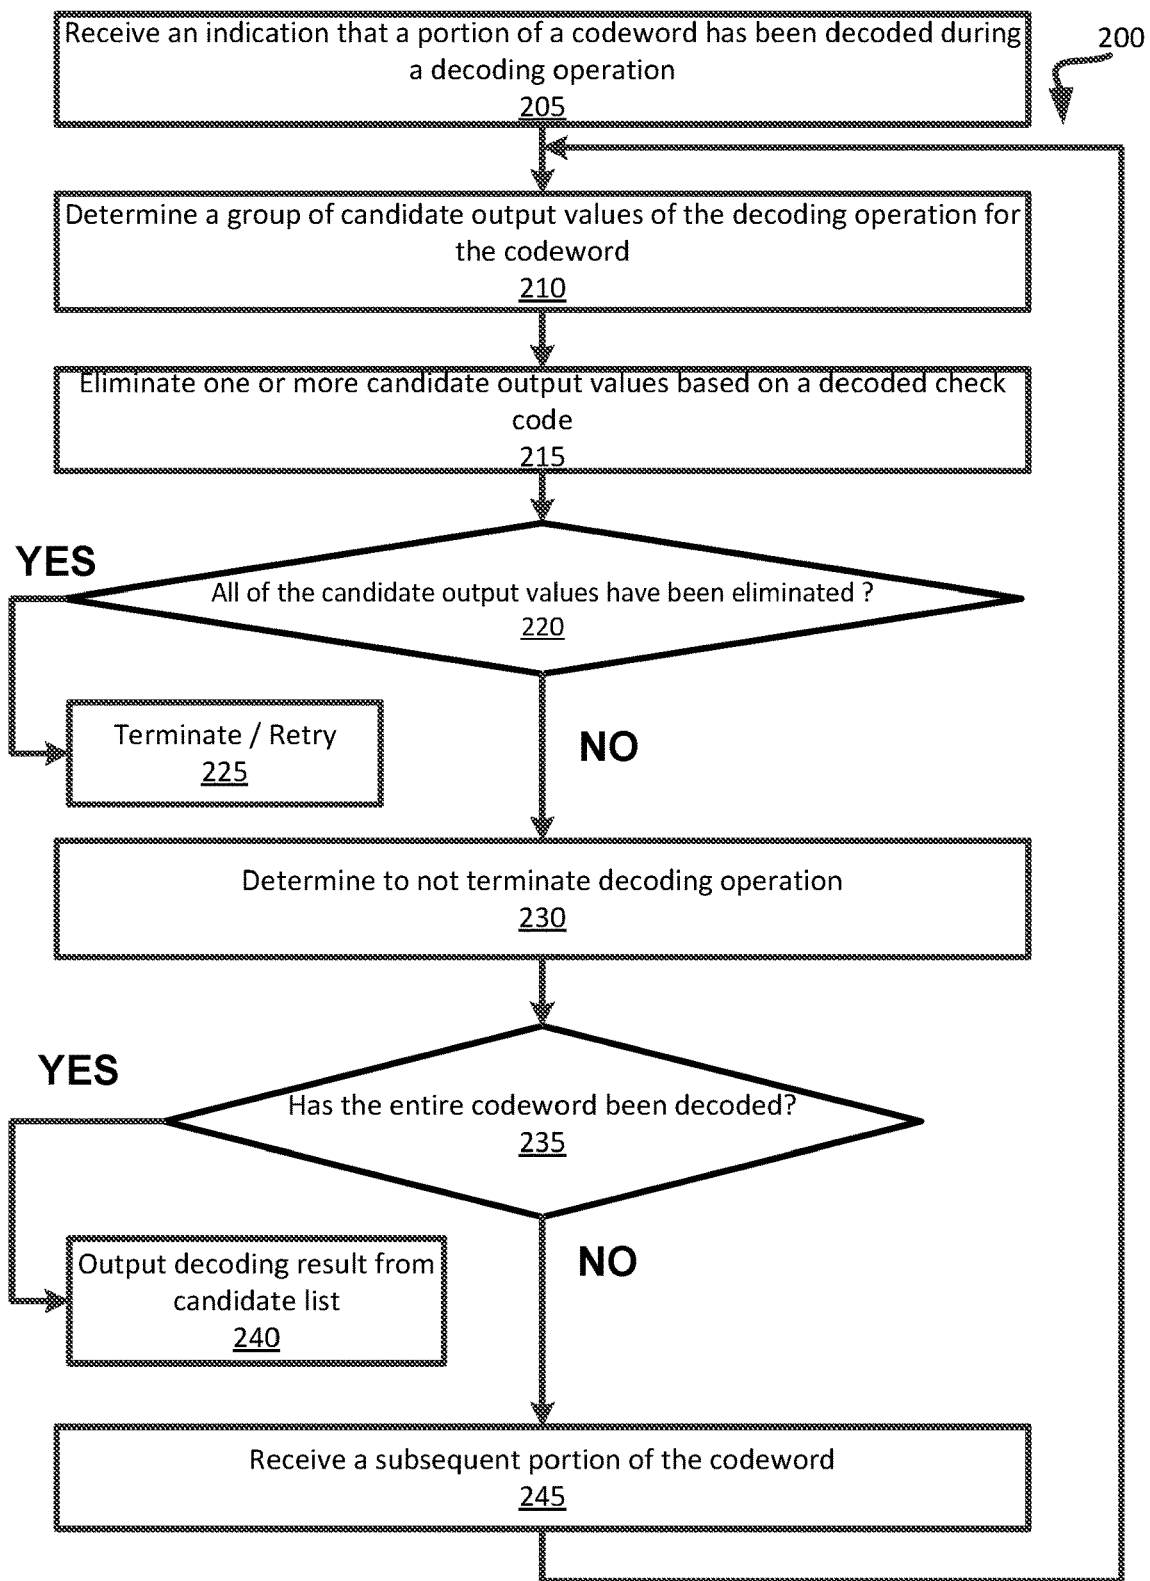 Receive an indication that a portion of a codeword has been decoded during
a decoding operation
205
200
Determine a group of candidate output values of the decoding operation for
the codeword
210
Eliminate one or more candidate output values based on a decoded check
code
215
YES
All of the candidate output values have been eliminated ?
220
Terminate / Retry
225
NO
Determine to not terminate decoding operation
230
YES
Has the entire codeword been decoded?
235
Output decoding result from
candidate list
240
NO
Receive a subsequent portion of the codeword
245